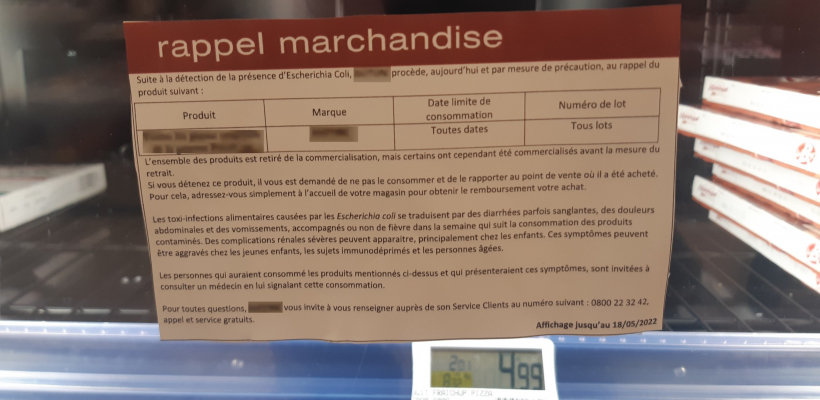 rappel marchandise
Suite à la détection de la présence d'Escherichia Coli, procède, aujourd'hui et par mesure de précaution, au rappel du
produit suivant :
Produit Marque Date limite de consommation Numéro de lot
Toutes dates Tous lots
L'ensemble des produits est retiré de la commercialisation, mais certains ont cependant été commercialisés avant la mesure du
retrait.
Si vous détenez ce produit, il vous est demandé de ne pas le consommer et de le rapporter au point de vente où il a été acheté.
Pour cela, adressez-vous simplement à l'accueil de votre magasin pour obtenir le remboursement votre achat.
Les toxi-infections alimentaires causées par les Escherichia coli se traduisent par des diarrhées parfois sanglantes, des douleurs
abdominales et des vomissements, accompagnés ou non de fièvre dans la semaine qui suit la consommation des produits
contaminés. Des complications rénales sévères peuvent apparaitre, principalement chez les enfants. Ces symptômes peuvent
être aggravés chez les jeunes enfants, les sujets immunodéprimés et les personnes âgées.
Les personnes qui auraient consommé les produits mentionnés ci-dessus et qui présenteraient ces symptômes, sont invitées à
consulter un médecin en lui signalant cette consommation.
Pour toutes questions, vous invite à vous renseigner auprès de son Service Clients au numéro suivant : 0800 22 32 42,
appel et service gratuits.
Affichage jusqu'au 18/05/2022
4,99